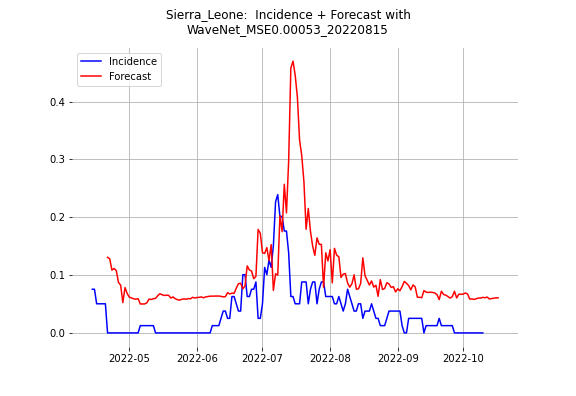 Sierra_Leone:  Incidence + Forecast with
WaveNet_MSE0.00053_20220815
Incidence
Forecast
0.4
0.3
0.2
0.1
0.0
2022-05 2022-06 2022-07 2022-08 2022-09 2022-10